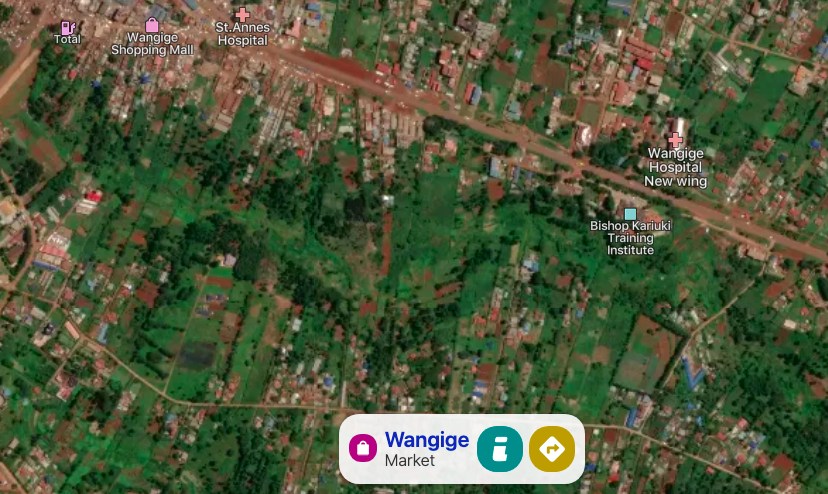 Total
Wangige
Shopping Mall
St.Annes
Hospital
Wangige
Hospital
New wing
Bishop Kariuki
Training
Institute
Wangige
Market